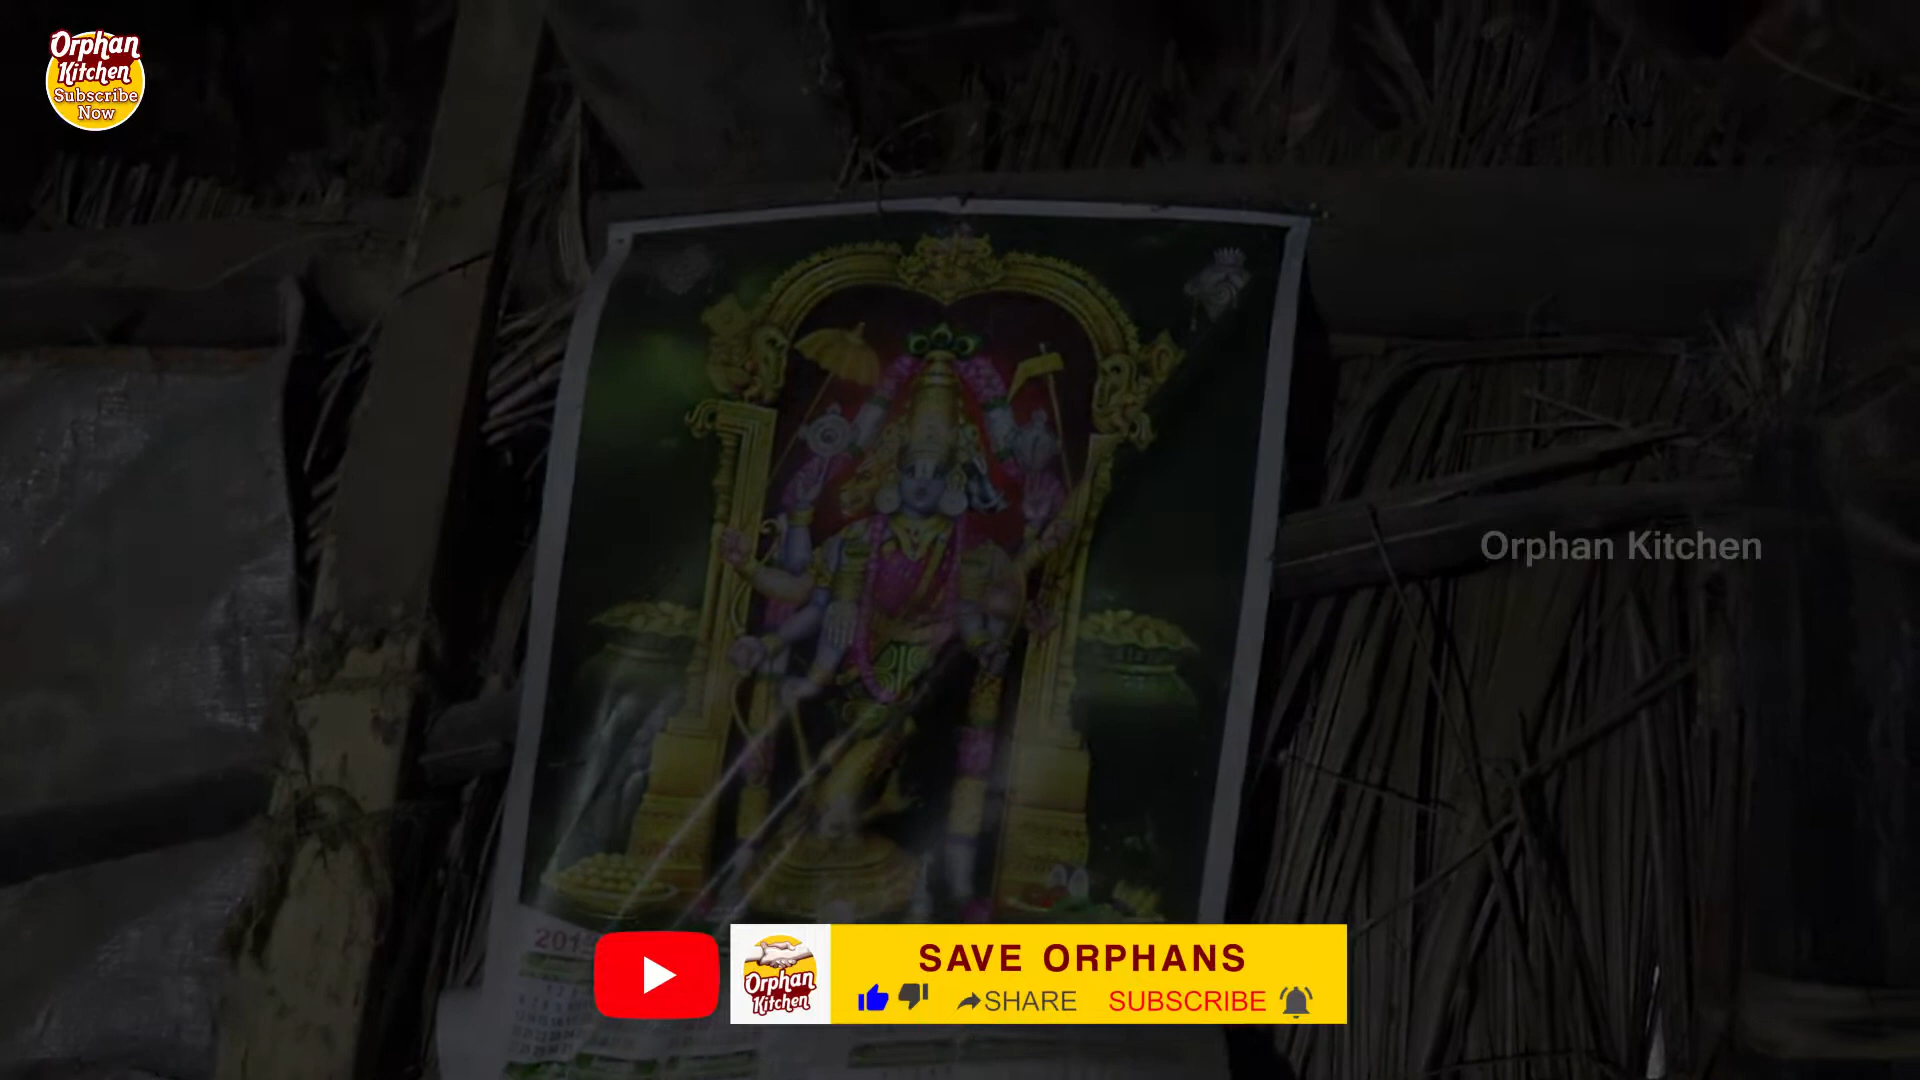 Orphan
Kitchen
Subscribe
Now
Orphan Kitchen
SAVE ORPHANS
Orphan
Kitchen
SHARE SUBSCRIBE